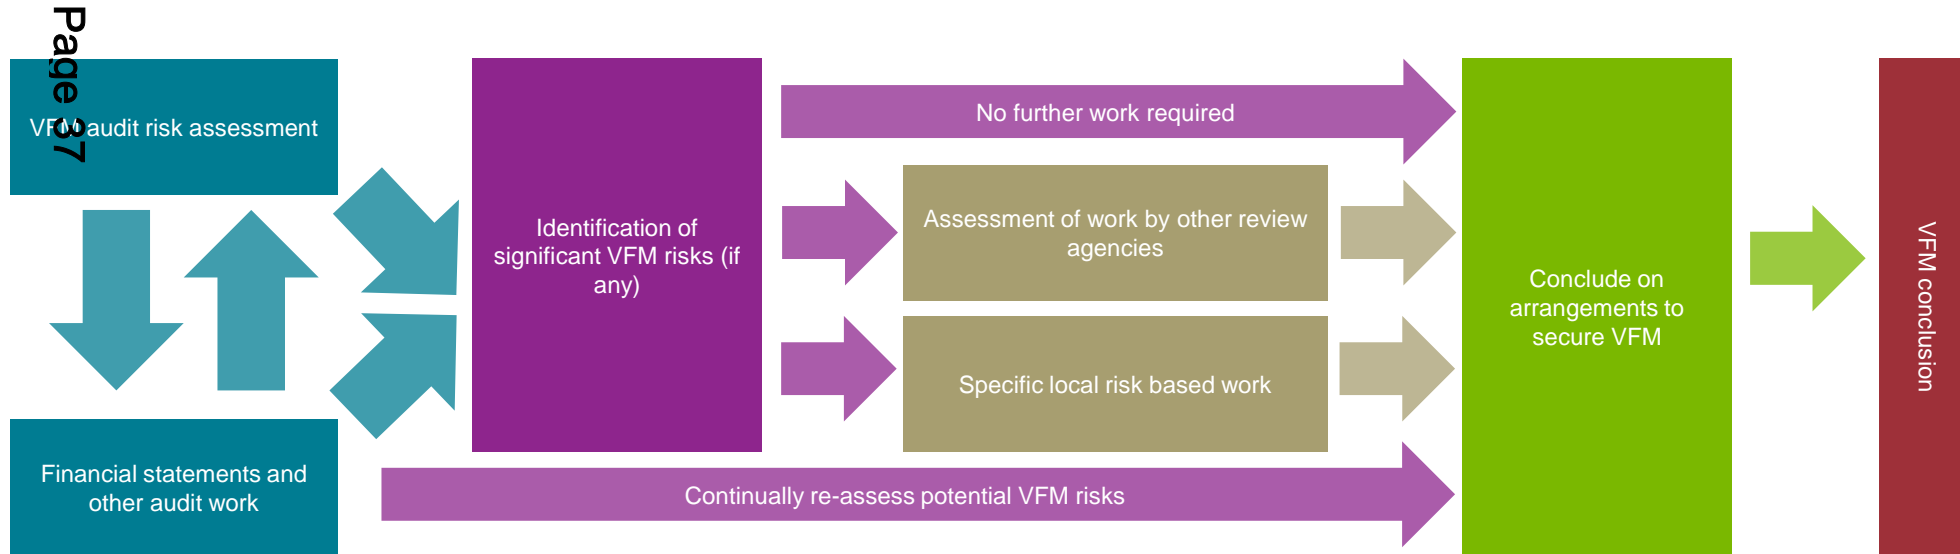 Page 37
VFM audit risk assessment
Financial statements and
other audit work
Identification of
significant VFM risks (if
any)
No further work required
Assessment of work by other review
agencies
Specific local risk based work
Continually re-assess potential VFM risks
Conclude on
arrangements to
secure VFM
VFM conclusion